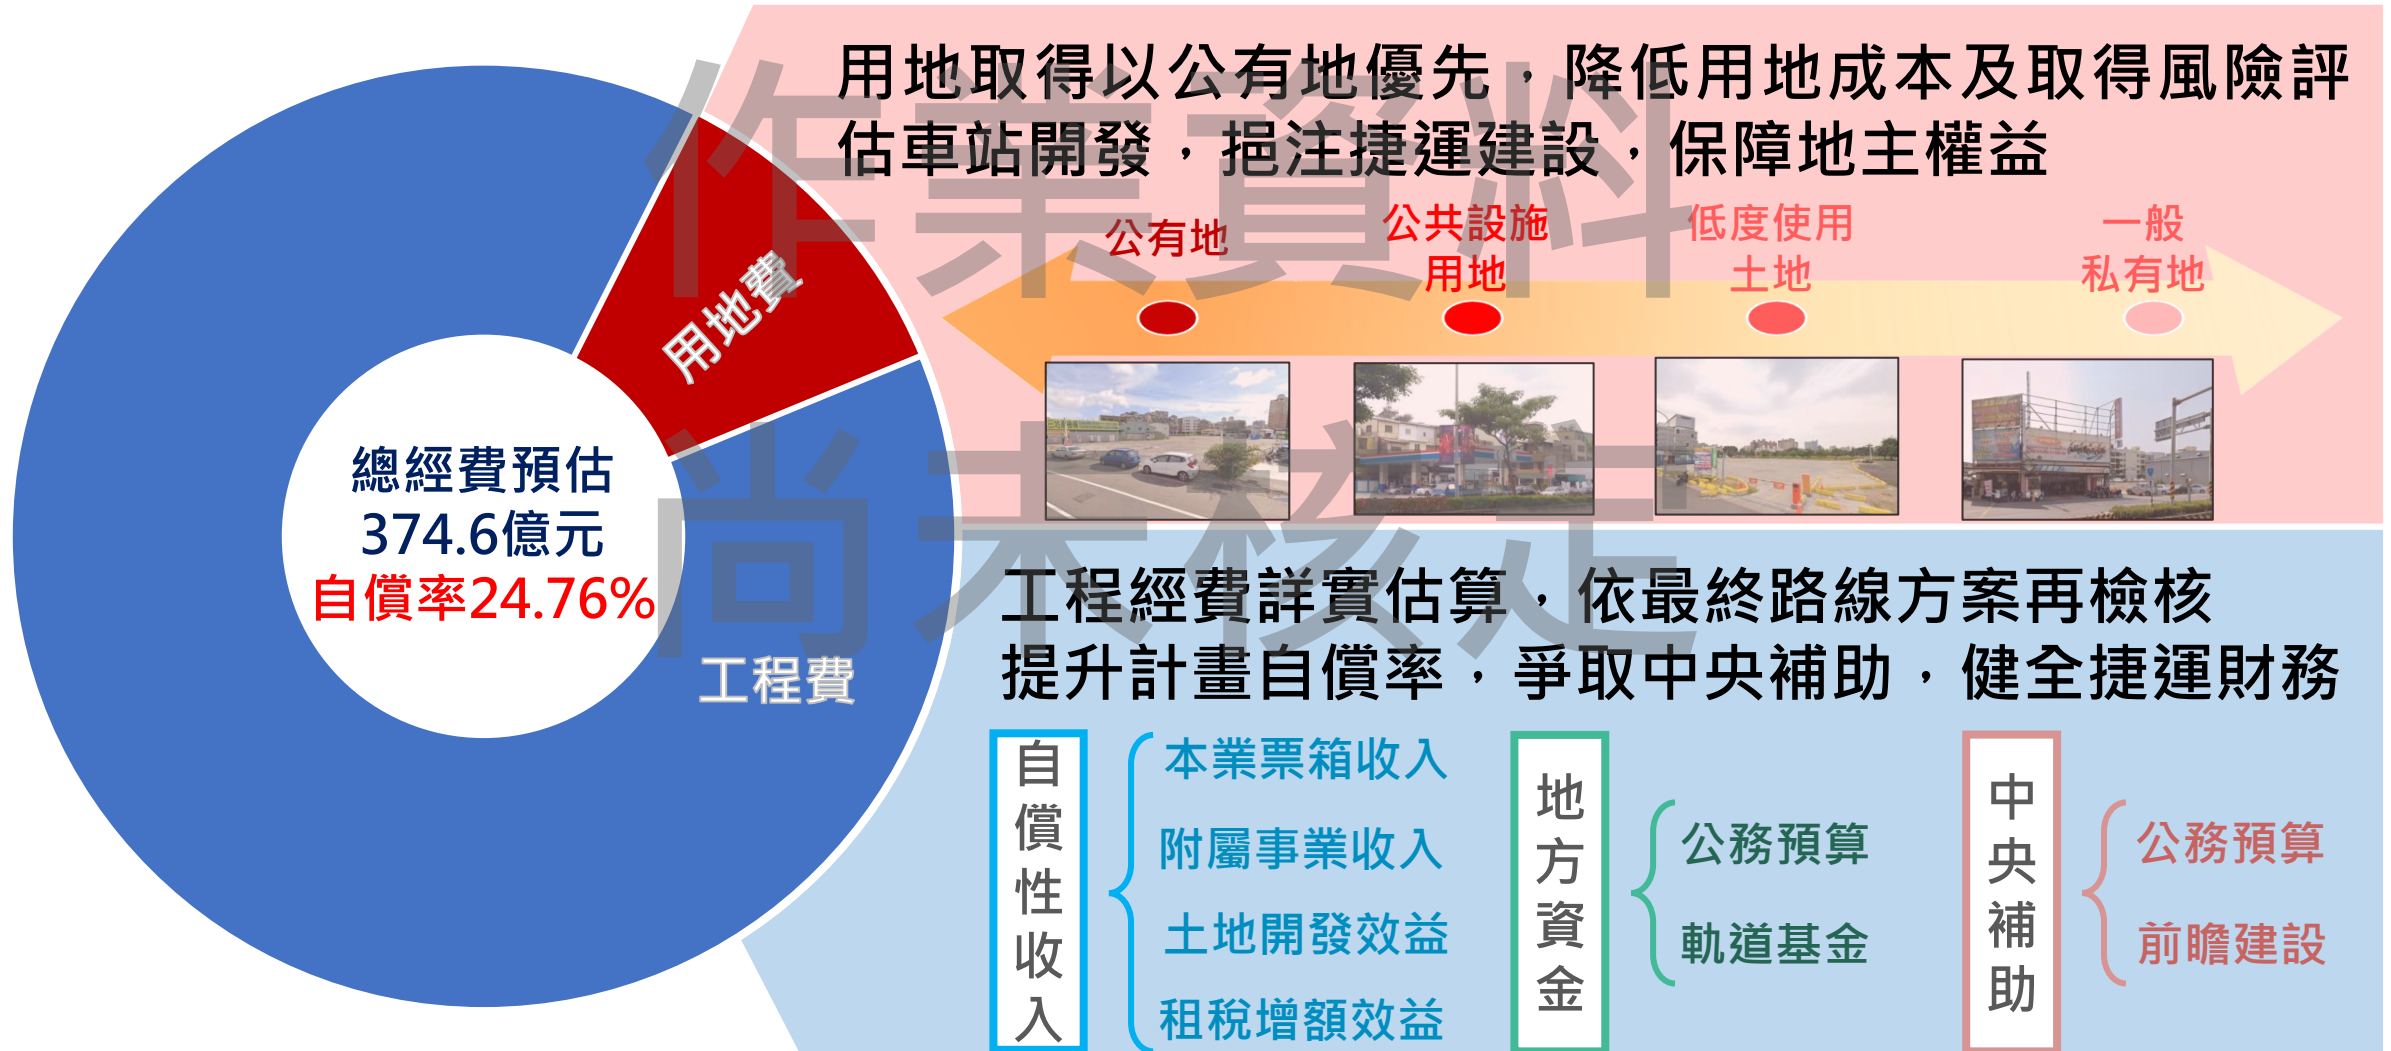 用地取得以公有地優先，降低用地成本及取得風險評
估車站開發，挹注捷運建設，保障地主權益
公有地
公共設施
用地
低度使用
土地
一般
私有地
用地費
總經費預估
374.6億元
自償率24.76%
工程費
工程經費詳實估算，依最終路線方案再檢核
提升計畫自償率，爭取中央補助，健全捷運財務
自償性收入
本業票箱收入
附屬事業收入
土地開發效益
租稅增額效益
地方資金
公務預算
軌道基金
中央補助
公務預算
前瞻建設
作業資料
尚未核定